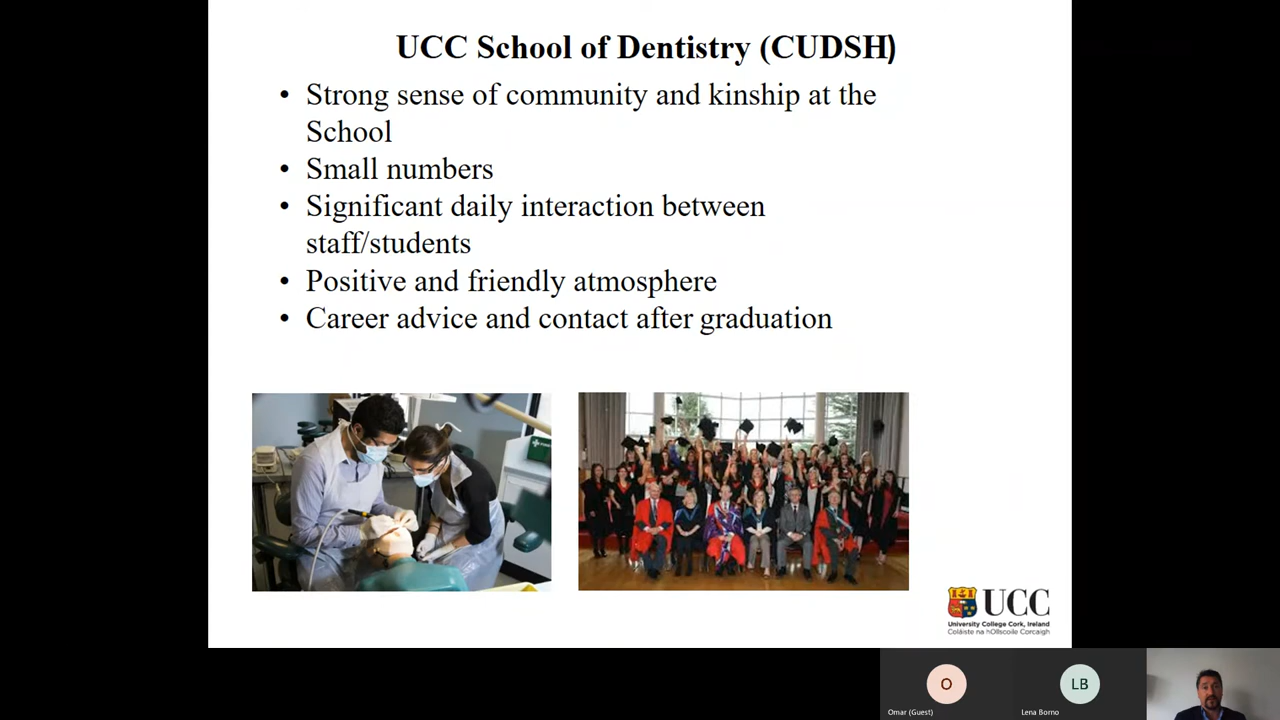 UCC School of Dentistry (CUDSH)
• Strong sense of community and kinship at the
School
• Small numbers
• Significant daily interaction between
staff/students
• Positive and friendly atmosphere
• Career advice and contact after graduation
UCC
University College Cork, Ireland
Coláiste na hOllscoile Corcaigh
O
LB
Omar (Guest)
Lena Borno